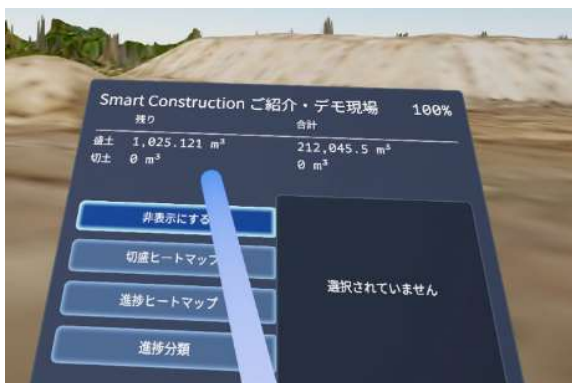 Smart Construction ご紹介・デモ現場 100%
残り 合計
盛土 1,025.121 m³ 212,045.5 m³
切土 0 m³ 0 m³
非表示にする
切盛ヒートマップ
選択されていません
進捗ヒートマップ
進捗分類